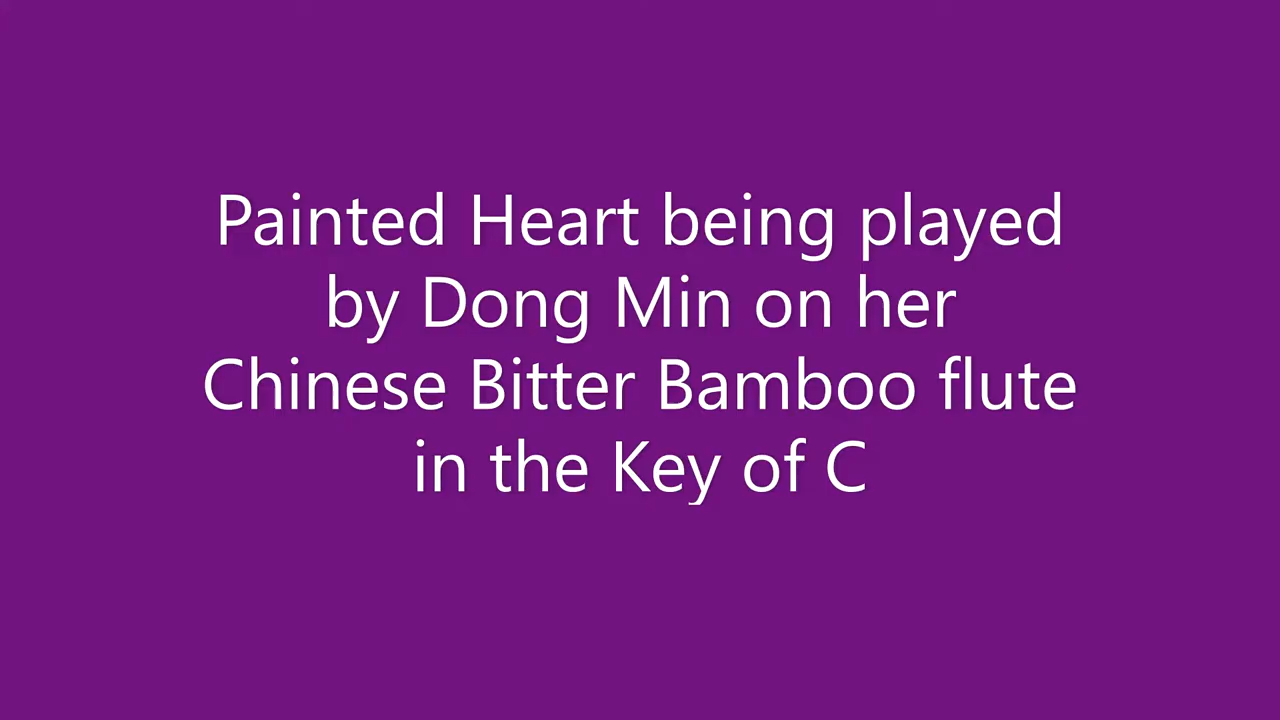 Painted Heart being played
by Dong Min on her
Chinese Bitter Bamboo flute
in the Key of C